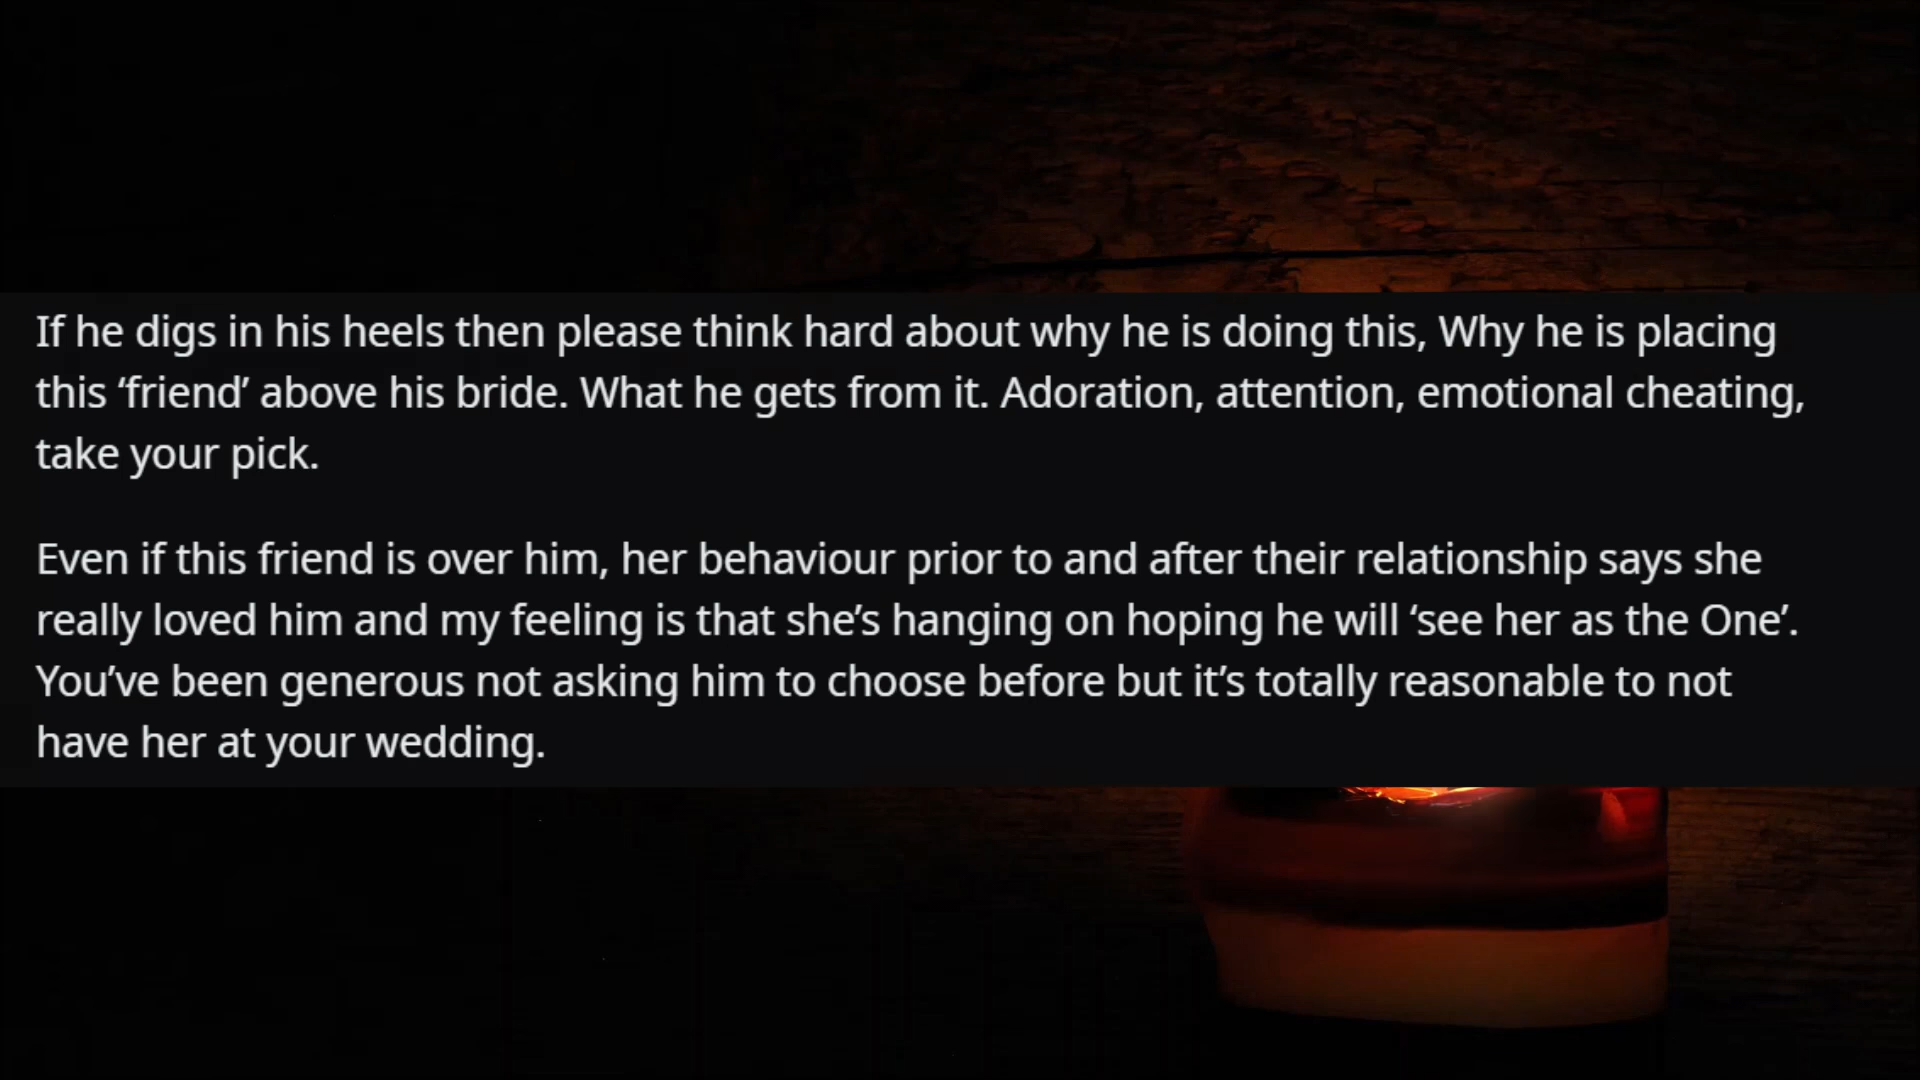 If he digs in his heels then please think hard about why he is doing this, Why he is placing
this ‘friend’ above his bride. What he gets from it. Adoration, attention, emotional cheating,
take your pick.
Even if this friend is over him, her behaviour prior to and after their relationship says she
really loved him and my feeling is that she’s hanging on hoping he will ‘see her as the One’.
You’ve been generous not asking him to choose before but it’s totally reasonable to not
have her at your wedding.